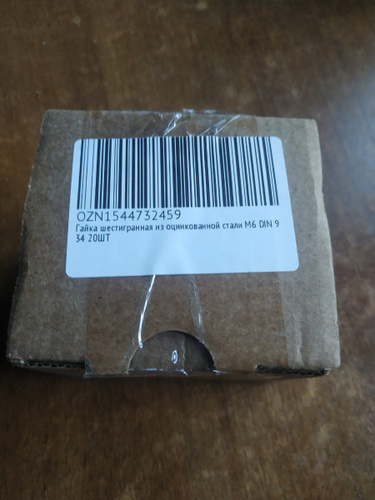 OZN1544732459
Гайка шестигранная из оцинкованной стали M6 DIN 9
34 20ШТ